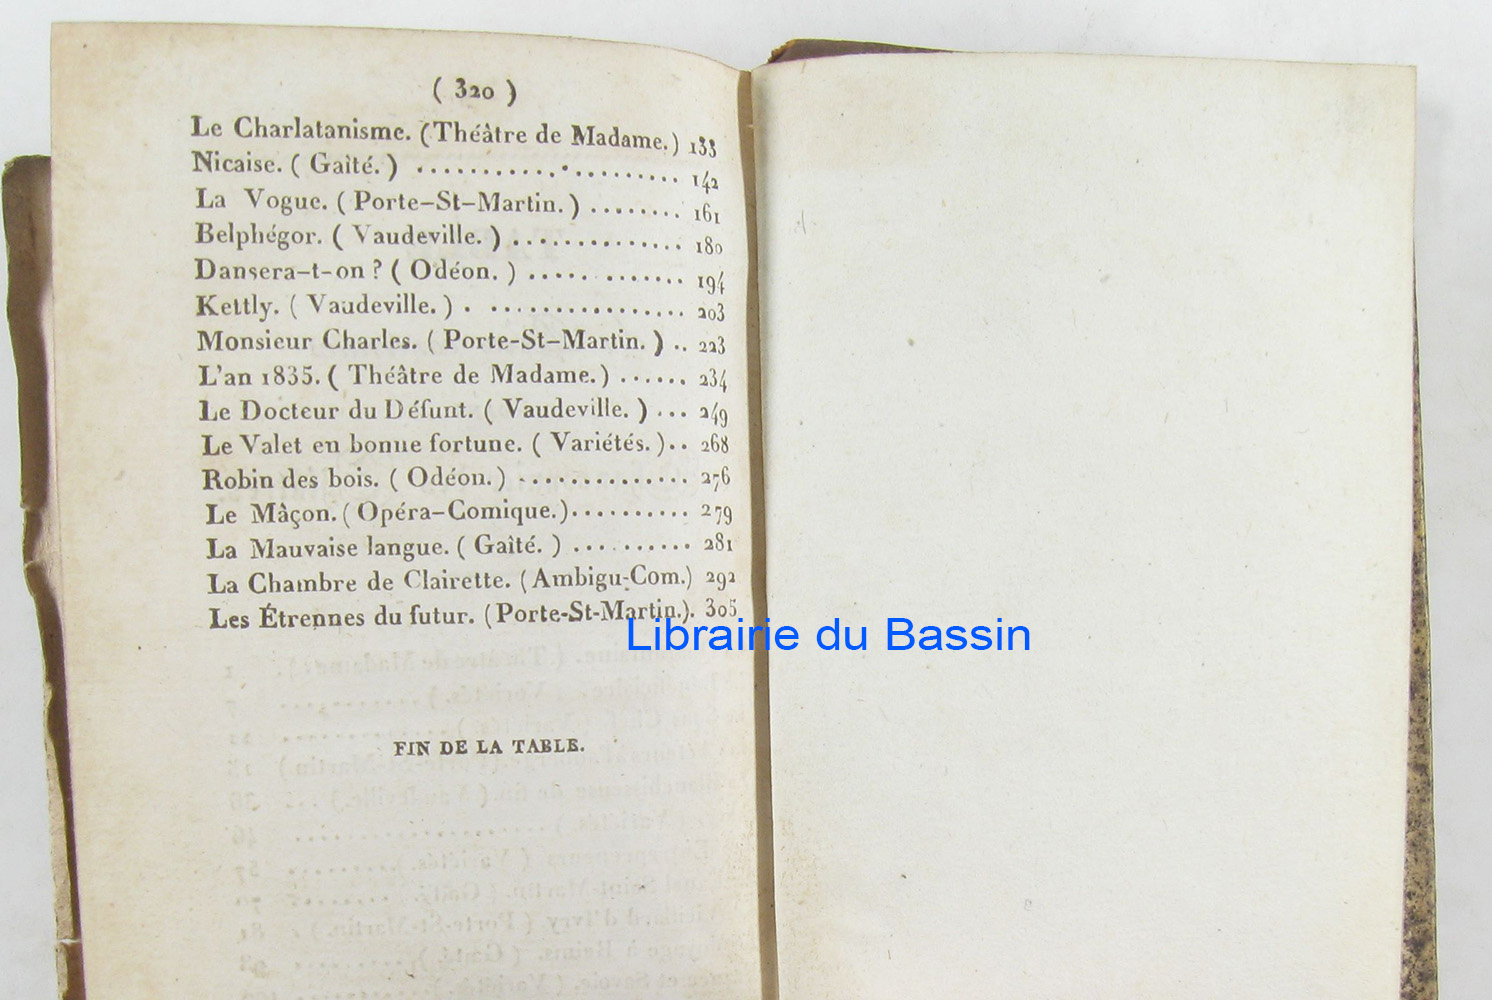 ( 320 )
Le Charlatanisme. (Théâtre de Madame.) 133
Nicaise. ( Gaîté. ) ...................... 142
La Vogue. ( Porte-St-Martin. ) ........ 161
Belphégor. ( Vaudeville. ) .............. 180
Dansera-t-on ? ( Odéon. ) ..... ....... 194
Kettly. ( Vaudeville. ) . ................ 203
Monsieur Charles. ( Porte-St-Martin. ) .. 223
L'an 1835. ( Théâtre de Madame. ) ...... 234
Le Docteur du Défunt. ( Vaudeville. ) ... 249
Le Valet en bonne fortune. ( Variétés. ) .. 268
Robin des bois. ( Odéon. ) .............. 276
Le Mâçon. ( Opéra-Comique.).......... 279
La Mauvaise langue. ( Gaîté. ) .......... 281
La Chambre de Clairette. (Ambigu-Com.) 292
Les Étrennes du futur. (Porte-St-Martin.). 305
Librairie du Bassin
FIN DE LA TABLE.